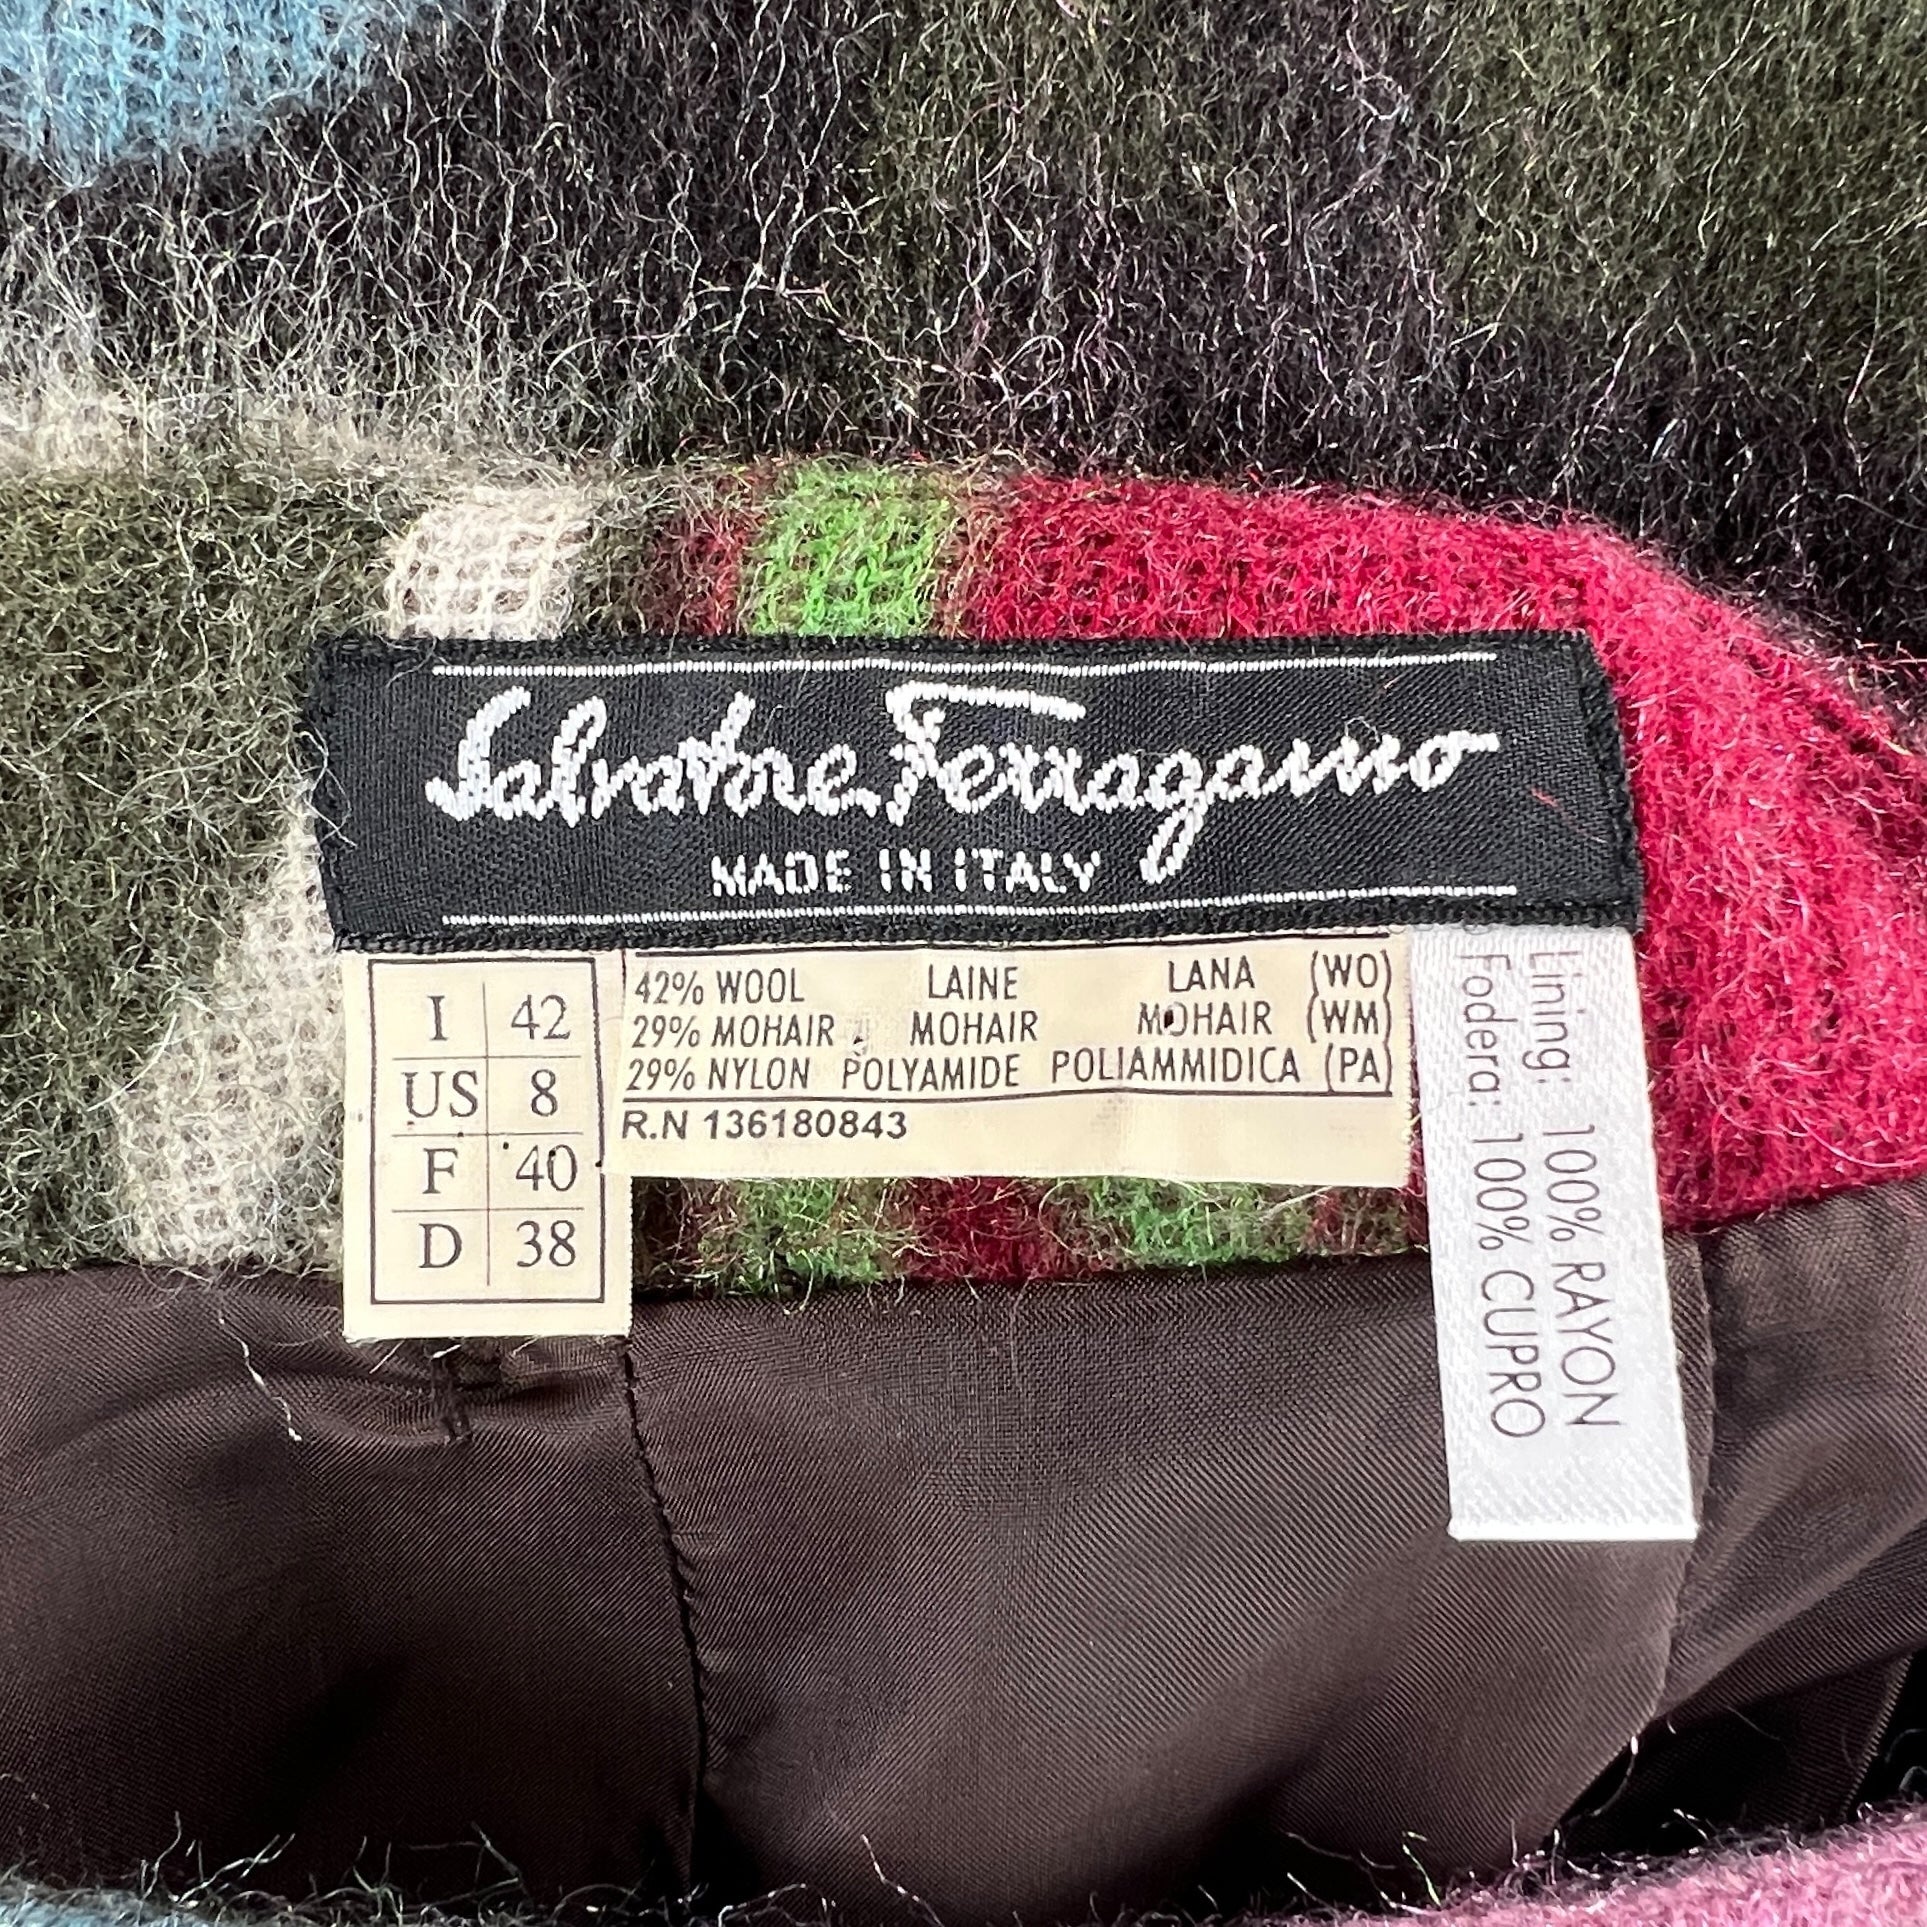 Salvatore Ferragamo
MADE IN ITALY
I 42
US 8
F 40
D 38
42% WOOL LAINE LANA (WO)
29% MOHAIR MOHAIR MOHAIR (WM)
29% NYLON POLYAMIDE POLIAMMIDICA (PA)
R.N 136180843
Lining: 100% RAYON
Fodera: 100% CUPRO